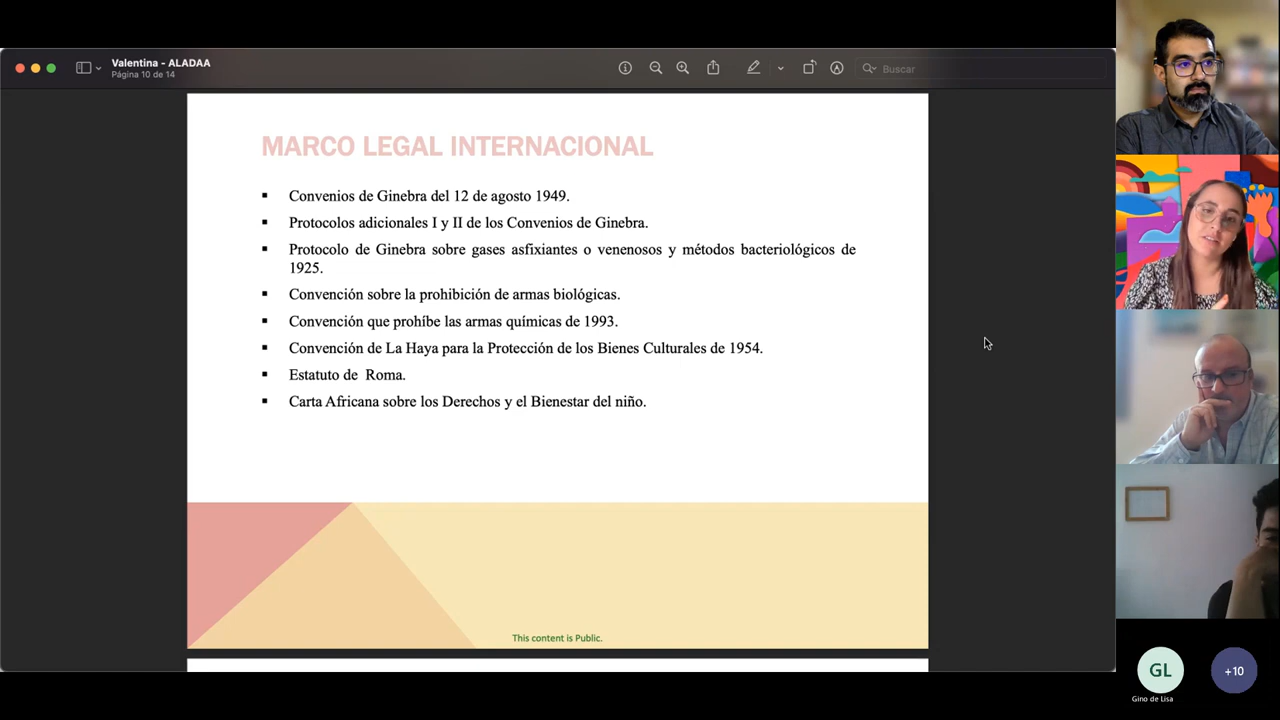 Valentina - ALADAA
Página 10 de 14
Buscar
MARCO LEGAL INTERNACIONAL
▪ Convenios de Ginebra del 12 de agosto 1949.
▪ Protocolos adicionales I y II de los Convenios de Ginebra.
▪ Protocolo de Ginebra sobre gases asfixiantes o venenosos y métodos bacteriológicos de
1925.
▪ Convención sobre la prohibición de armas biológicas.
▪ Convención que prohíbe las armas químicas de 1993.
▪ Convención de La Haya para la Protección de los Bienes Culturales de 1954.
▪ Estatuto de Roma.
▪ Carta Africana sobre los Derechos y el Bienestar del niño.
This content is Public.
GL
Gino de Lisa
+10